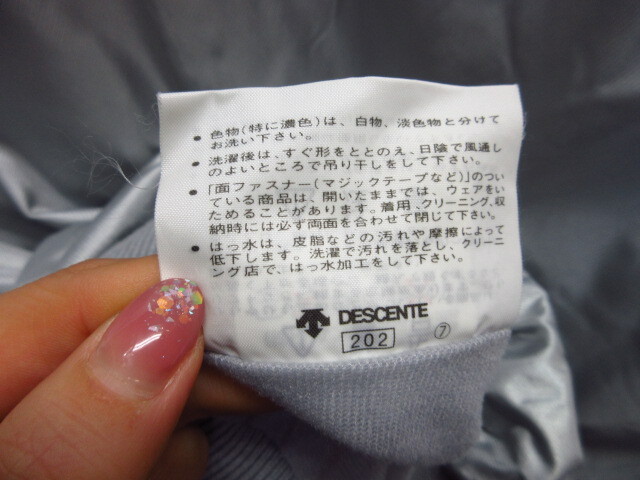 • 色物(特に濃色)は、白物、淡色物と分けて
お洗い下さい。
• 洗濯後は、すぐ形をととのえ、日陰で風通し
のよいところで吊り干しをして下さい。
• 「面ファスナー(マジックテープなど)」のつい
ている商品は、開いたままでは、ウェアをい
ためることがあります。着用、クリーニング、収
納時には必ず両面を合わせて閉じて下さい。
• はっ水は、皮脂などの汚れや摩擦によって
低下します。洗濯で汚れを落とし、クリーニ
ング店で、はっ水加工をして下さい。
DESCENTE
202 ⑦